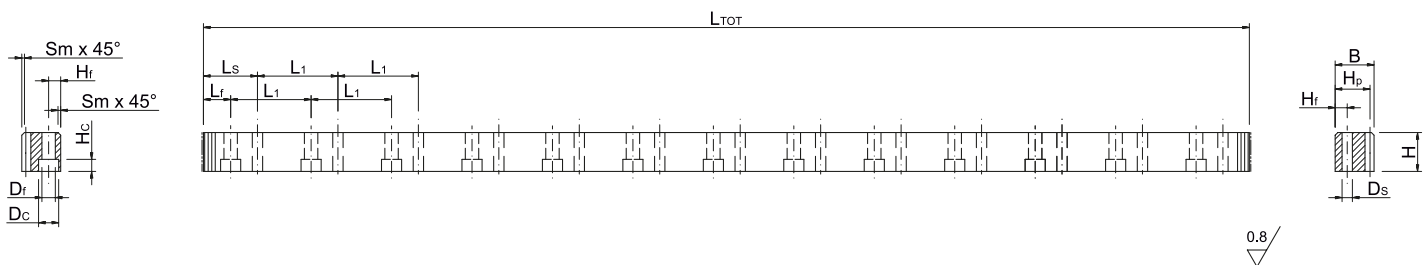 LTOT
Sm x 45°
Hf
Sm x 45°
HC
Df
DC
LS
L1
L1
Lf
L1
L1
B
Hp
Hf
H
DS
0.8